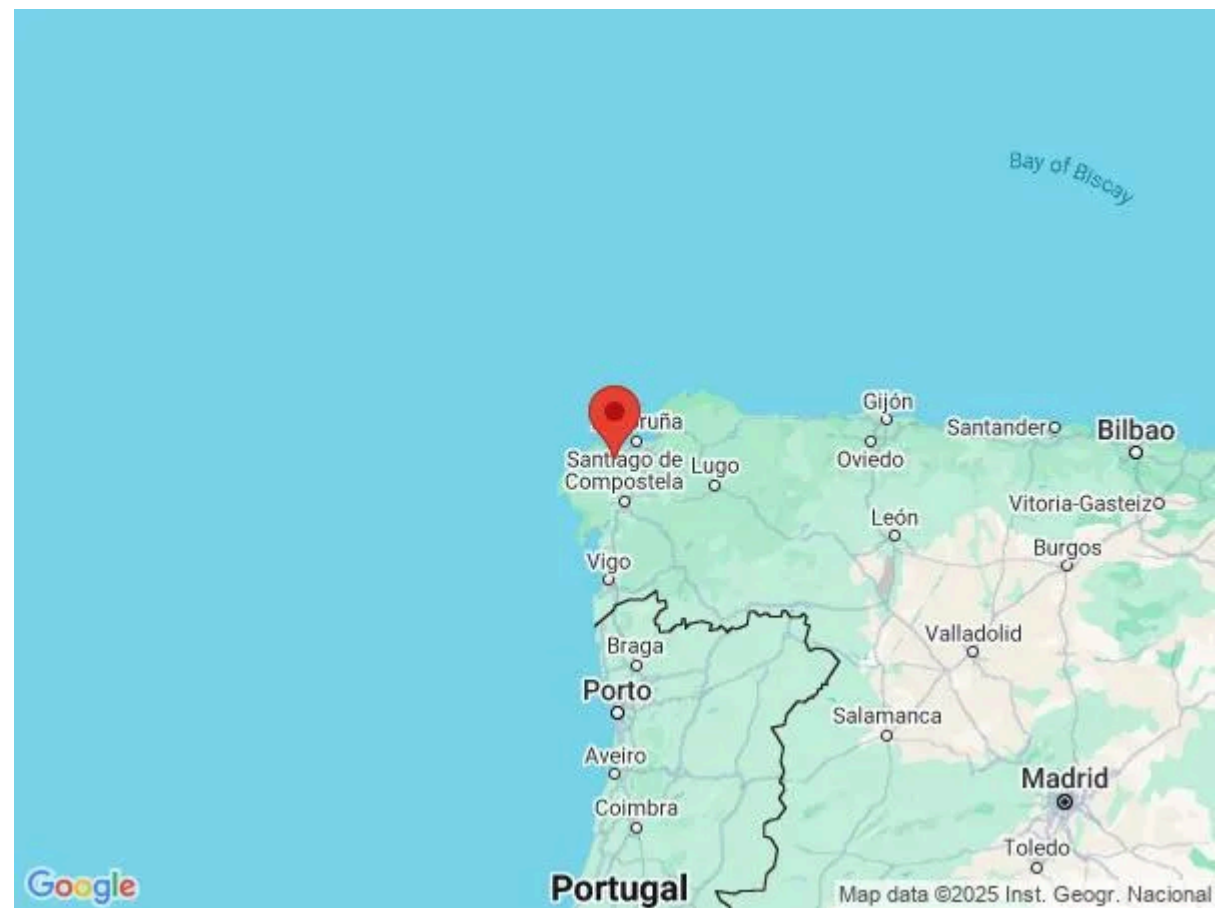 Bay of Biscay
Gijón
Santander
Bilbao
Santiago de
Compostela
Lugo
Oviedo
Vitoria-Gasteiz
León
Burgos
Vigo
Valladolid
Braga
Porto
Salamanca
Aveiro
Madrid
Coimbra
Toledo
Portugal
Google
Map data ©2025 Inst. Geogr. Nacional